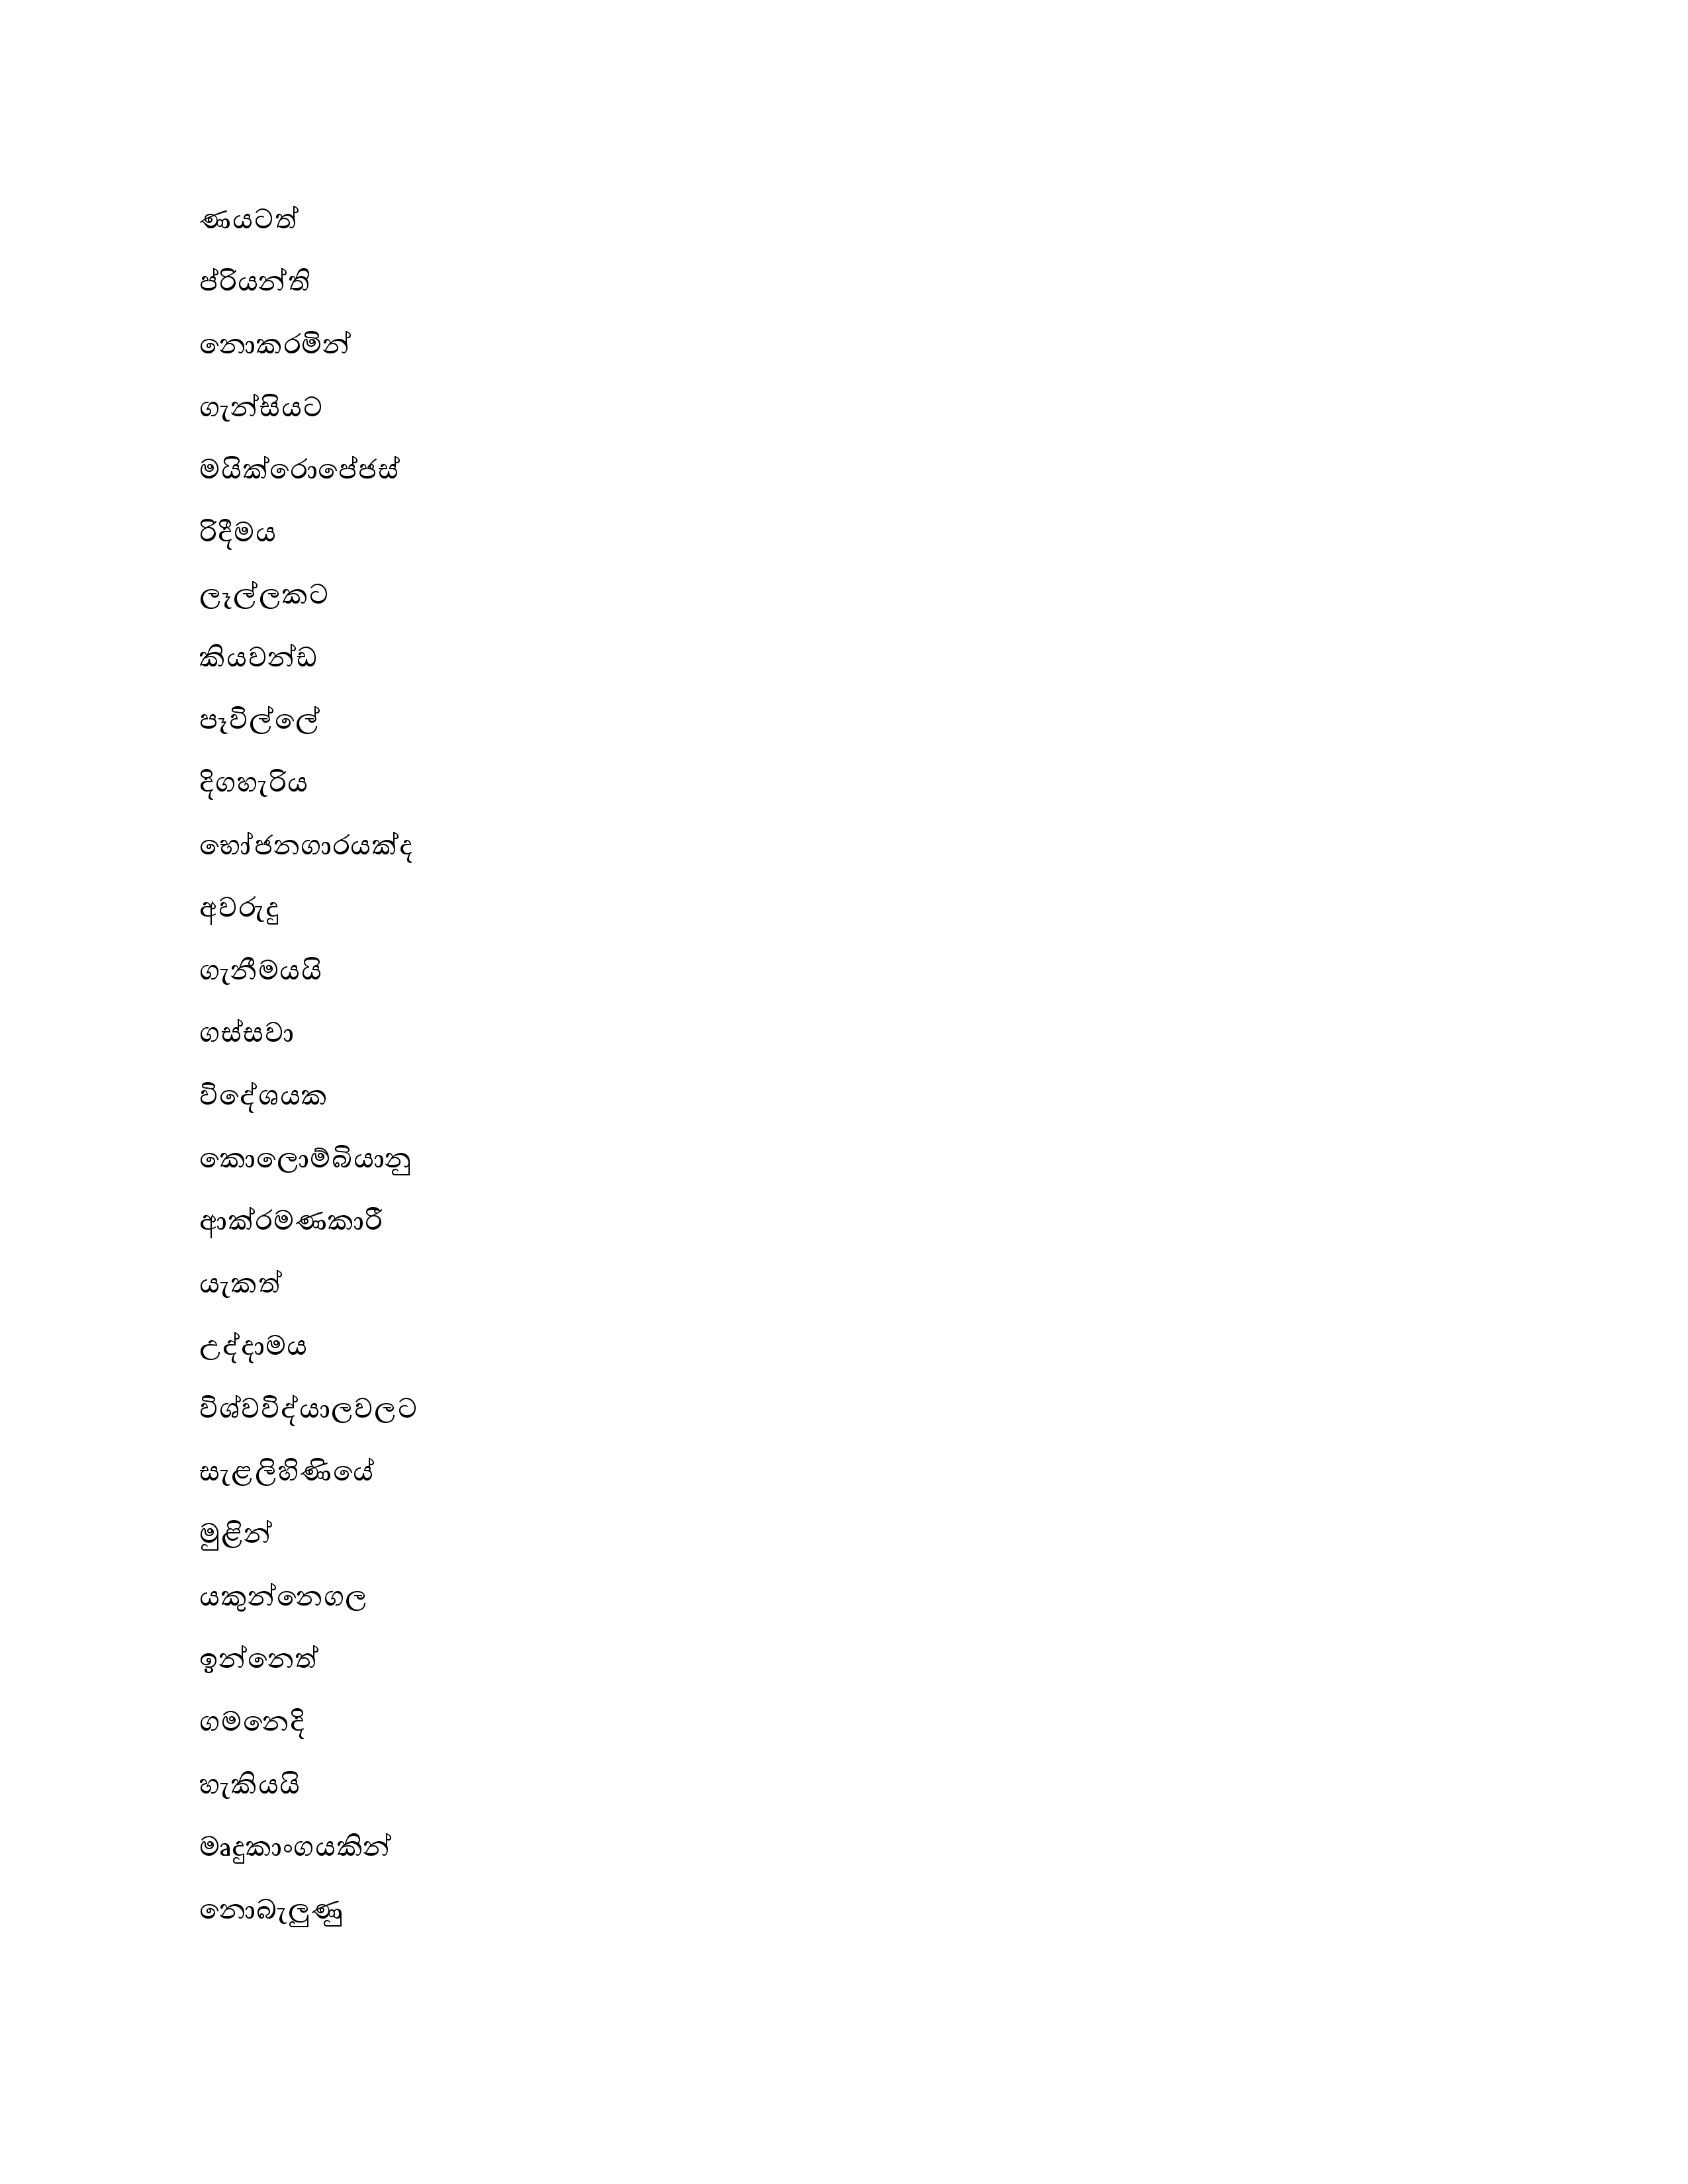 ණයටත්
ප්රියන්ති
නොකරමින්
ගැන්සියට
මයික්රොපේජස්
රිදීමය
ලෑල්ලකට
කියවන්ඩ
පෑවිල්ලේ
දිගහැරිය
භෝජනගාරයක්ද
අවරුදු
ගැනීමයයි
ගස්සවා
විදේශයක
කොලොම්බියානු
ආක්රමණකාරී
යැකත්
උද්දාමය
විශ්වවිද්යාලවලට
සැළලිහිණියේ
මුළින්
යකුන්නෙගල
ඉන්නෙත්
ගමනෙදි
හැකියයි
මෘදුකාංගයකින්
නොබැලුණු